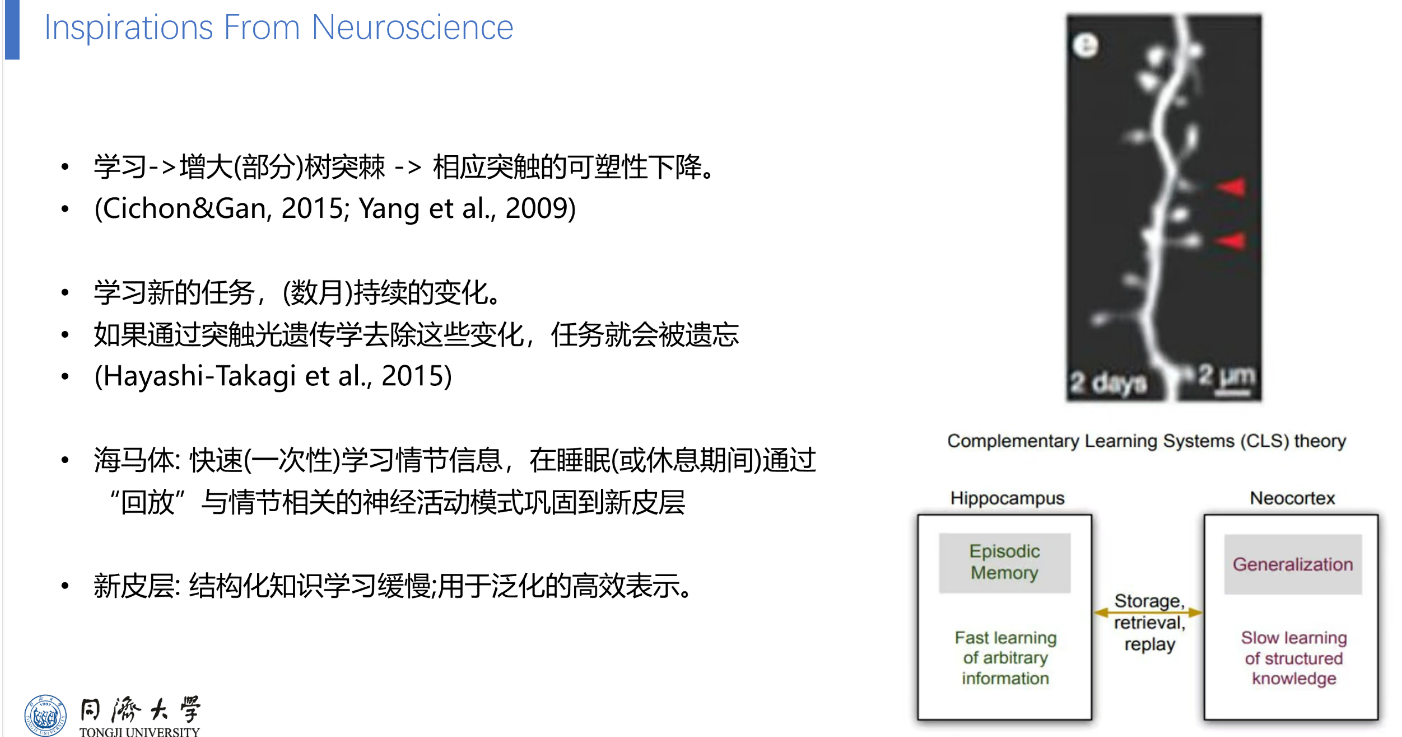 Inspirations From Neuroscience
• 学习->增大(部分)树突棘 -> 相应突触的可塑性下降。
• (Cichon&Gan, 2015; Yang et al., 2009)
• 学习新的任务，(数月)持续的变化。
• 如果通过突触光遗传学去除这些变化，任务就会被遗忘
• (Hayashi-Takagi et al., 2015)
• 海马体: 快速(一次性)学习情节信息，在睡眠(或休息期间)通过
“回放”与情节相关的神经活动模式巩固到新皮层
• 新皮层: 结构化知识学习缓慢;用于泛化的高效表示。
2 days
2 μm
Complementary Learning Systems (CLS) theory
Hippocampus
Episodic
Memory
Fast learning
of arbitrary
information
Storage,
retrieval,
replay
Neocortex
Generalization
Slow learning
of structured
knowledge
同濟大學
TONGJI UNIVERSITY